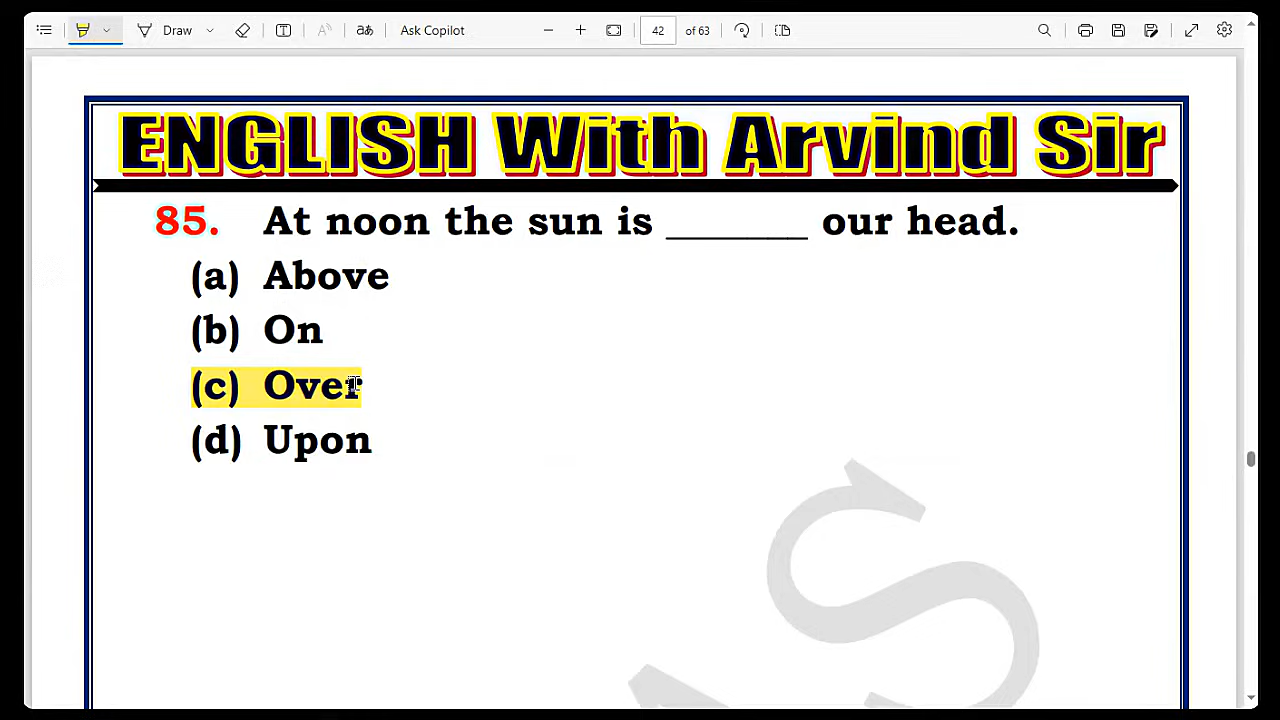 Draw
Ask Copilot
42 of 63
ENGLISH With Arvind Sir
85. At noon the sun is _______ our head.
(a) Above
(b) On
(c) Over
(d) Upon
S